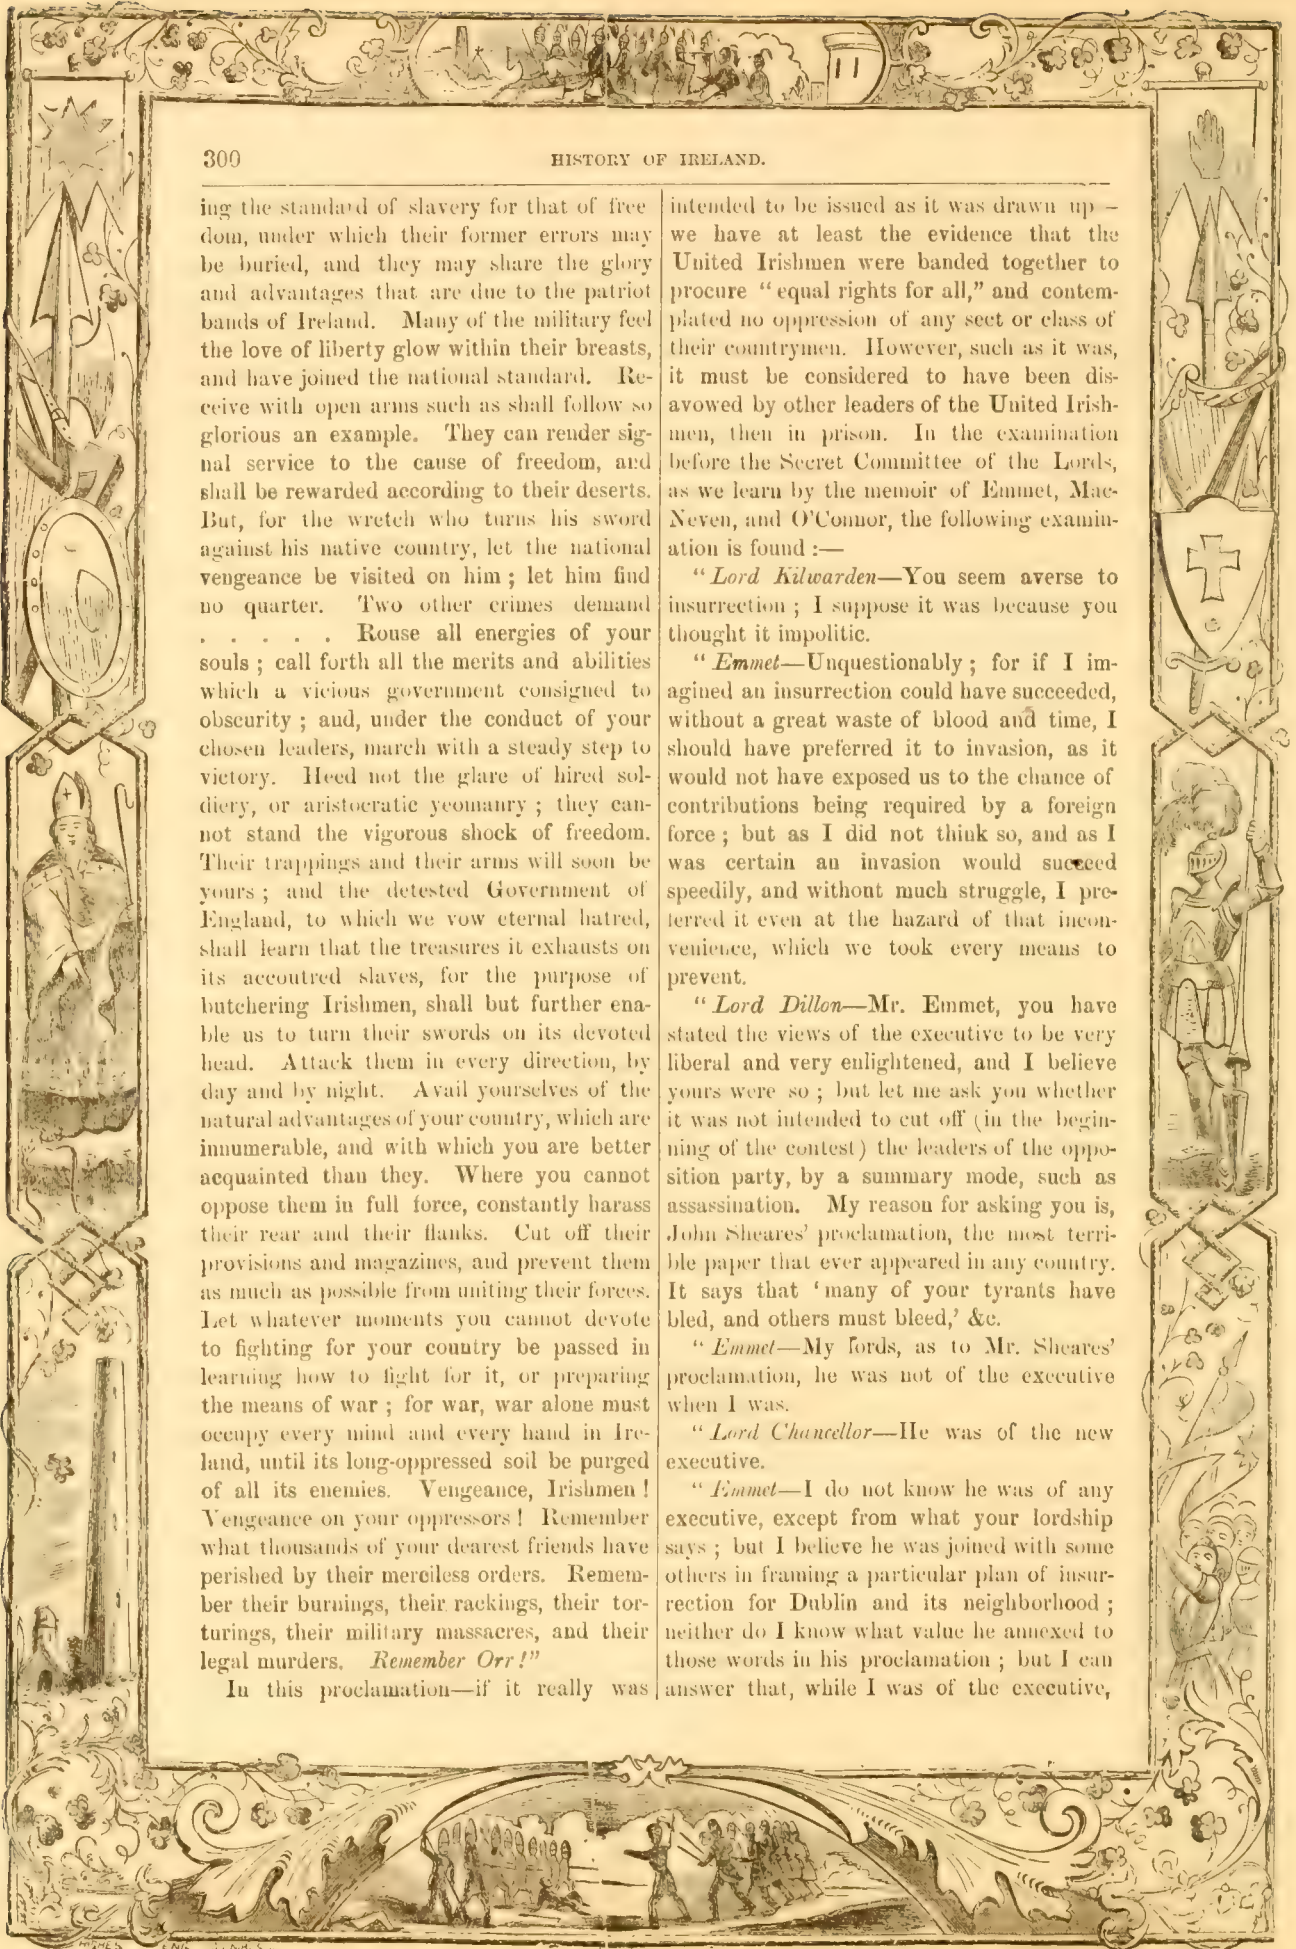 300
HISTORY OF IRELAND.
ing the standard of slavery for that of free
dom, under which their former errors may
be buried, and they may share the glory
and advantages that are due to the patriot
bands of Ireland. Many of the military feel
the love of liberty glow within their breasts,
and have joined the national standard. Re-
ceive with open arms such as shall follow so
glorious an example. They can render sig-
nal service to the cause of freedom, and
shall be rewarded according to their deserts.
But, for the wretch who turns his sword
against his native country, let the national
vengeance be visited on him ; let him find
no quarter. Two other crimes demand
. . . . . Rouse all energies of your
souls ; call forth all the merits and abilities
which a vicious government consigned to
obscurity ; and, under the conduct of your
chosen leaders, march with a steady step to
victory. Heed not the glare of hired sol-
diery, or aristocratic yeomanry ; they can-
not stand the vigorous shock of freedom.
Their trappings and their arms will soon be
yours ; and the detested Government of
England, to which we vow eternal hatred,
shall learn that the treasures it exhausts on
its accoutred slaves, for the purpose of
butchering Irishmen, shall but further ena-
ble us to turn their swords on its devoted
head. Attack them in every direction, by
day and by night. Avail yourselves of the
natural advantages of your country, which are
innumerable, and with which you are better
acquainted than they. Where you cannot
oppose them in full force, constantly harass
their rear and their flanks. Cut off their
provisions and magazines, and prevent them
as much as possible from uniting their forces.
Let whatever moments you cannot devote
to fighting for your country be passed in
learning how to fight for it, or preparing
the means of war ; for war, war alone must
occupy every mind and every hand in Ire-
land, until its long-oppressed soil be purged
of all its enemies. Vengeance, Irishmen !
Vengeance on your oppressors ! Remember
what thousands of your dearest friends have
perished by their merciless orders. Remem-
ber their burnings, their rackings, their tor-
turings, their military massacres, and their
legal murders. Remember Orr !"
In this proclamation—if it really was
intended to be issued as it was drawn up –
we have at least the evidence that the
United Irishmen were banded together to
procure "equal rights for all," and contem-
plated no oppression of any sect or class of
their countrymen. However, such as it was,
it must be considered to have been dis-
avowed by other leaders of the United Irish-
men, then in prison. In the examination
before the Secret Committee of the Lords,
as we learn by the memoir of Emmet, Mac-
Neven, and O'Connor, the following examin-
ation is found :—
"Lord Kilwarden—You seem averse to
insurrection ; I suppose it was because you
thought it impolitic.
"Emmet—Unquestionably ; for if I im-
agined an insurrection could have succeeded,
without a great waste of blood and time, I
should have preferred it to invasion, as it
would not have exposed us to the chance of
contributions being required by a foreign
force ; but as I did not think so, and as I
was certain an invasion would succeed
speedily, and without much struggle, I pre-
ferred it even at the hazard of that incon-
venience, which we took every means to
prevent.
"Lord Dillon—Mr. Emmet, you have
stated the views of the executive to be very
liberal and very enlightened, and I believe
yours were so ; but let me ask you whether
it was not intended to cut off (in the begin-
ning of the contest) the leaders of the oppo-
sition party, by a summary mode, such as
assassination. My reason for asking you is,
John Sheares' proclamation, the most terri-
ble paper that ever appeared in any country.
It says that 'many of your tyrants have
bled, and others must bleed,' &c.
"Emmet—My lords, as to Mr. Sheares'
proclamation, he was not of the executive
when I was.
"Lord Chancellor—He was of the new
executive.
"Emmet—I do not know he was of any
executive, except from what your lordship
says ; but I believe he was joined with some
others in framing a particular plan of insur-
rection for Dublin and its neighborhood ;
neither do I know what value he annexed to
those words in his proclamation ; but I can
answer that, while I was of the executive,